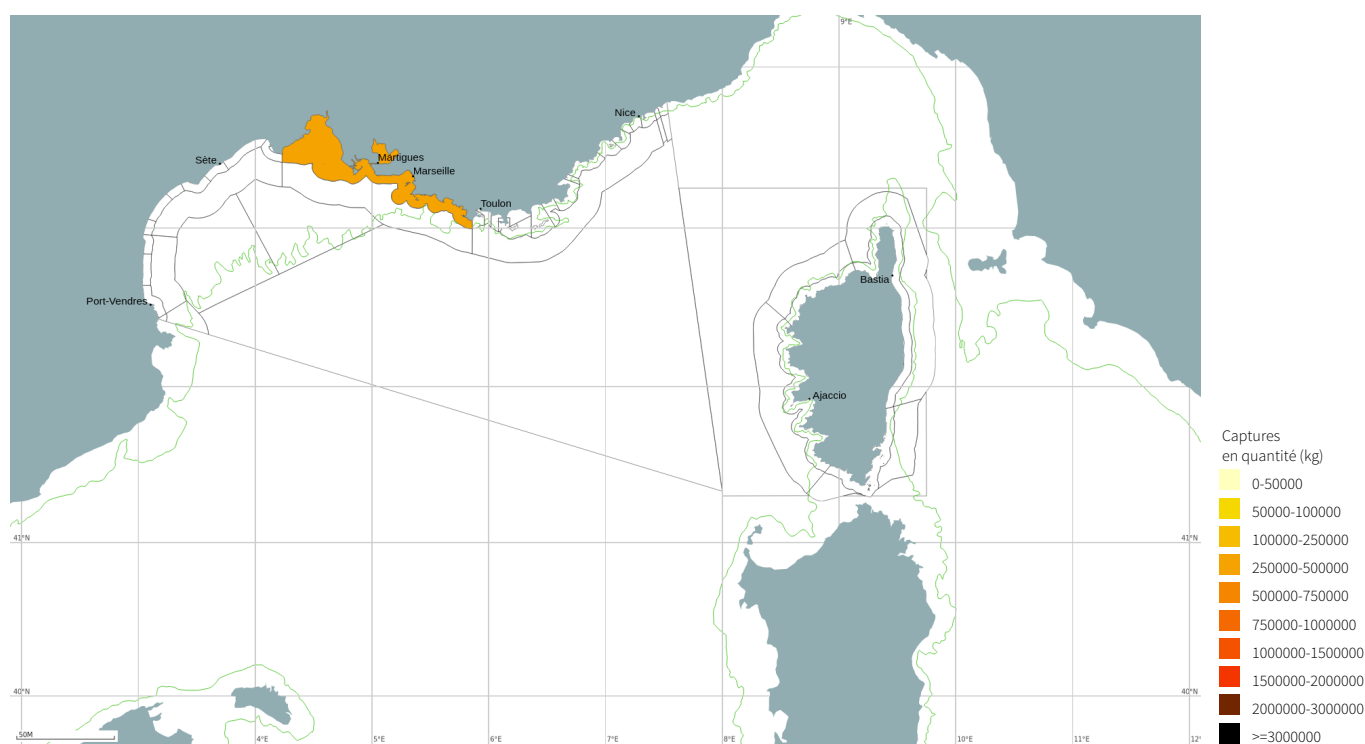 9°E
Nice
Sète
Martigues
Marseille
Toulon
Bastia
Port-Vendres
Ajaccio
Captures
en quantité (kg)
0-50000
50000-100000
100000-250000
250000-500000
500000-750000
750000-1000000
1000000-1500000
1500000-2000000
2000000-3000000
>=3000000
41°N
41°N
40°N
40°N
50M
4°E
5°E
6°E
7°E
8°E
10°E
11°E
12°